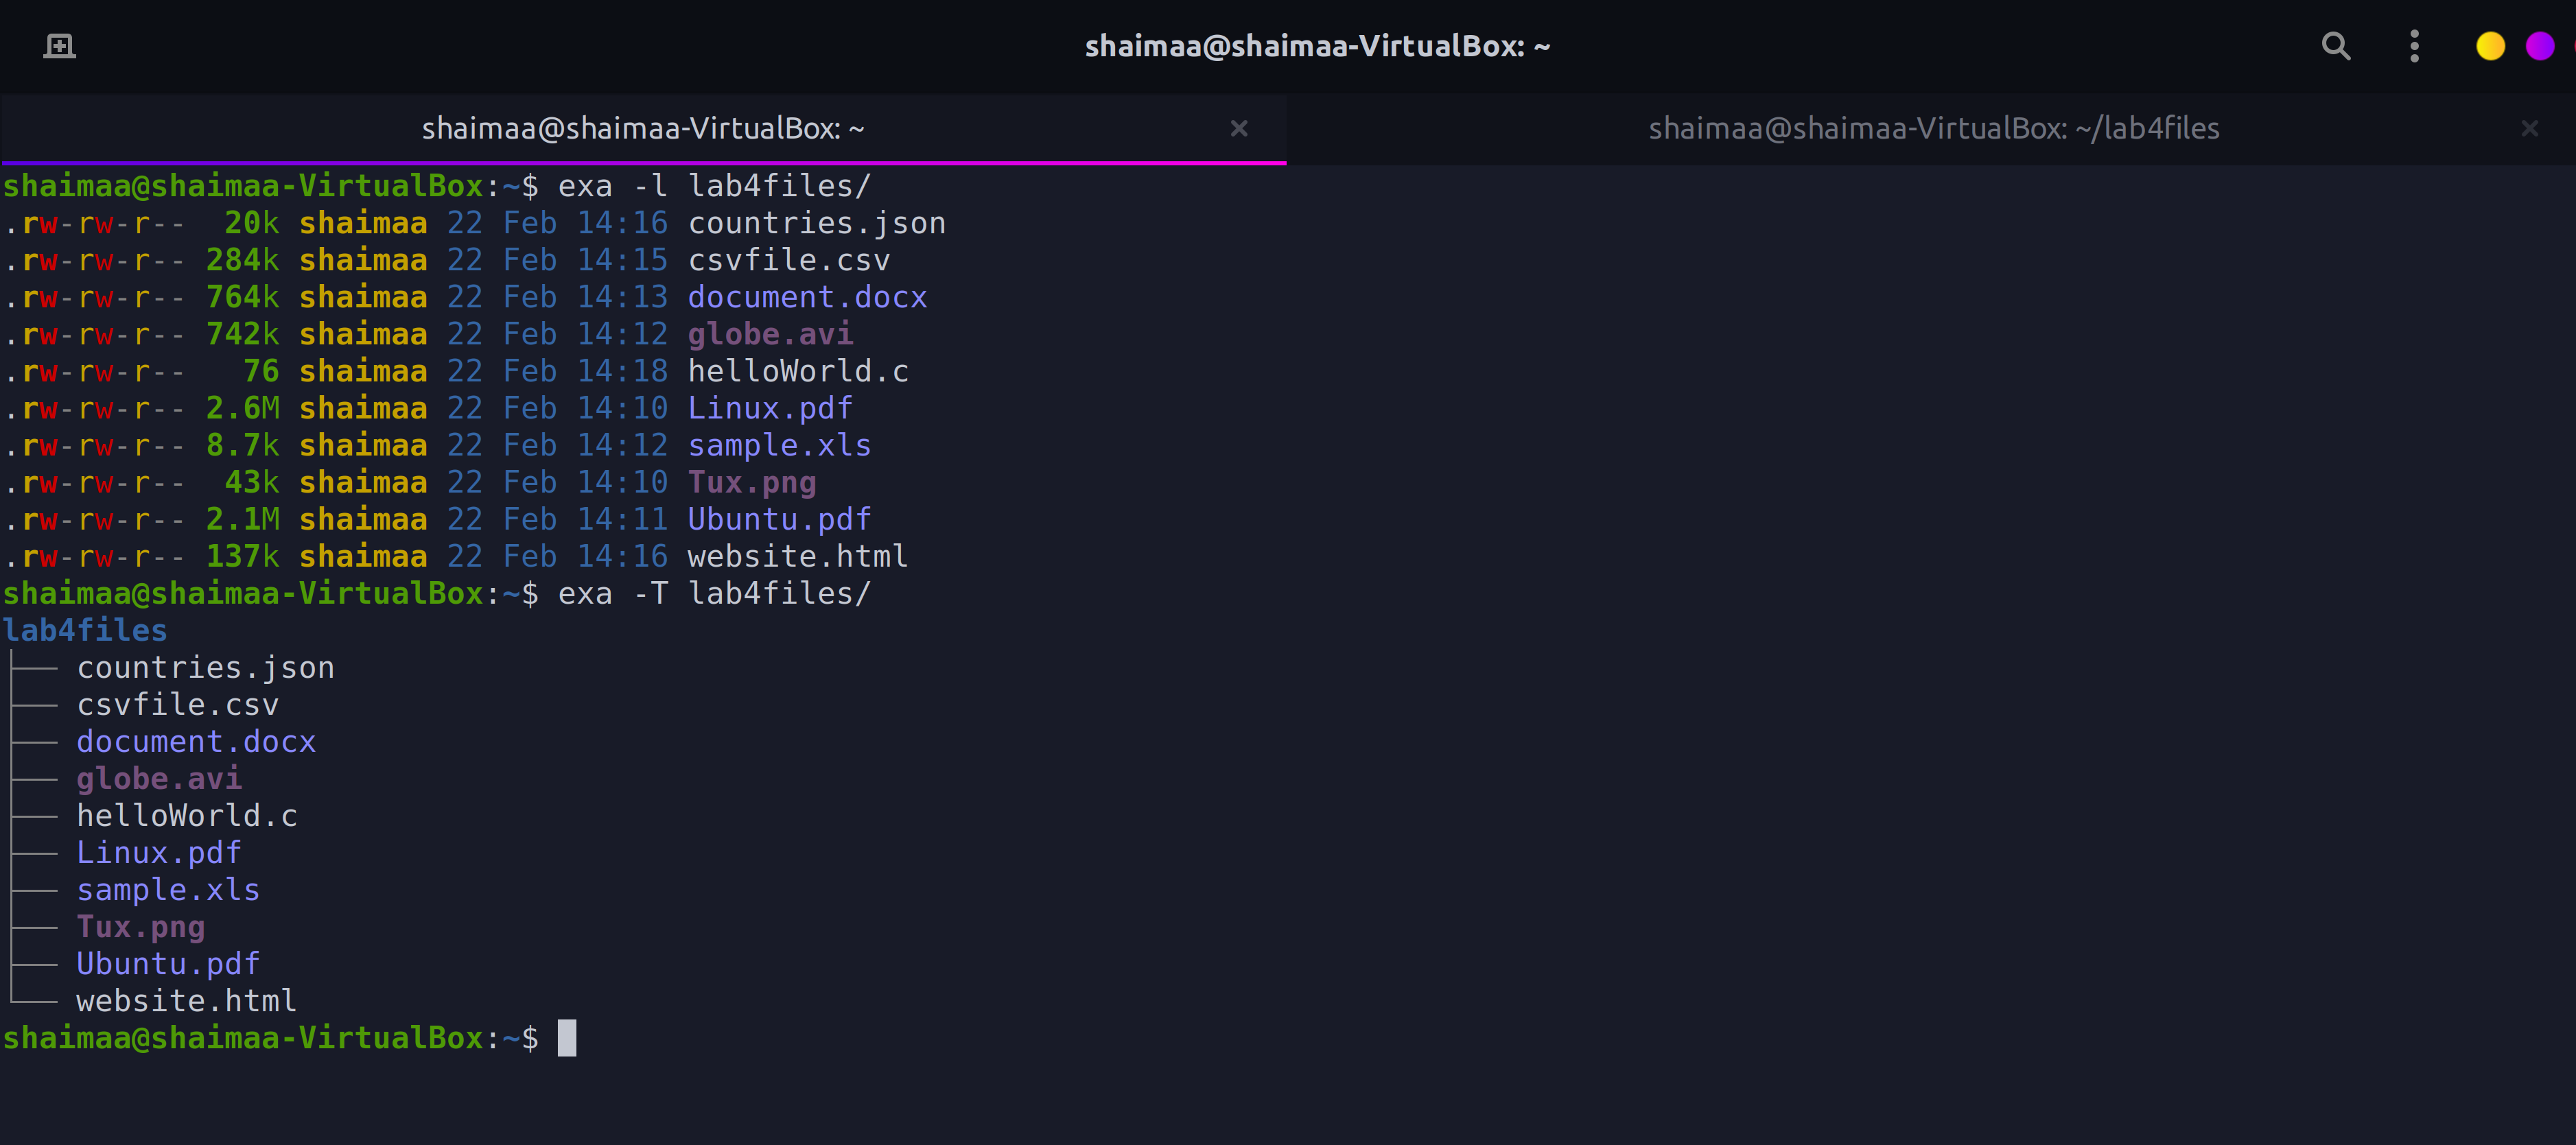 shaimaa@shaimaa-VirtualBox: ~
shaimaa@shaimaa-VirtualBox: ~
shaimaa@shaimaa-VirtualBox: ~/lab4files
shaimaa@shaimaa-VirtualBox:~$ exa -l lab4files/
.rw-rw-r--  20k shaimaa 22 Feb 14:16 countries.json
.rw-rw-r-- 284k shaimaa 22 Feb 14:15 csvfile.csv
.rw-rw-r-- 764k shaimaa 22 Feb 14:13 document.docx
.rw-rw-r-- 742k shaimaa 22 Feb 14:12 globe.avi
.rw-rw-r--   76 shaimaa 22 Feb 14:18 helloWorld.c
.rw-rw-r-- 2.6M shaimaa 22 Feb 14:10 Linux.pdf
.rw-rw-r-- 8.7k shaimaa 22 Feb 14:12 sample.xls
.rw-rw-r--  43k shaimaa 22 Feb 14:10 Tux.png
.rw-rw-r-- 2.1M shaimaa 22 Feb 14:11 Ubuntu.pdf
.rw-rw-r-- 137k shaimaa 22 Feb 14:16 website.html
shaimaa@shaimaa-VirtualBox:~$ exa -T lab4files/
lab4files
├── countries.json
├── csvfile.csv
├── document.docx
├── globe.avi
├── helloWorld.c
├── Linux.pdf
├── sample.xls
├── Tux.png
├── Ubuntu.pdf
└── website.html
shaimaa@shaimaa-VirtualBox:~$